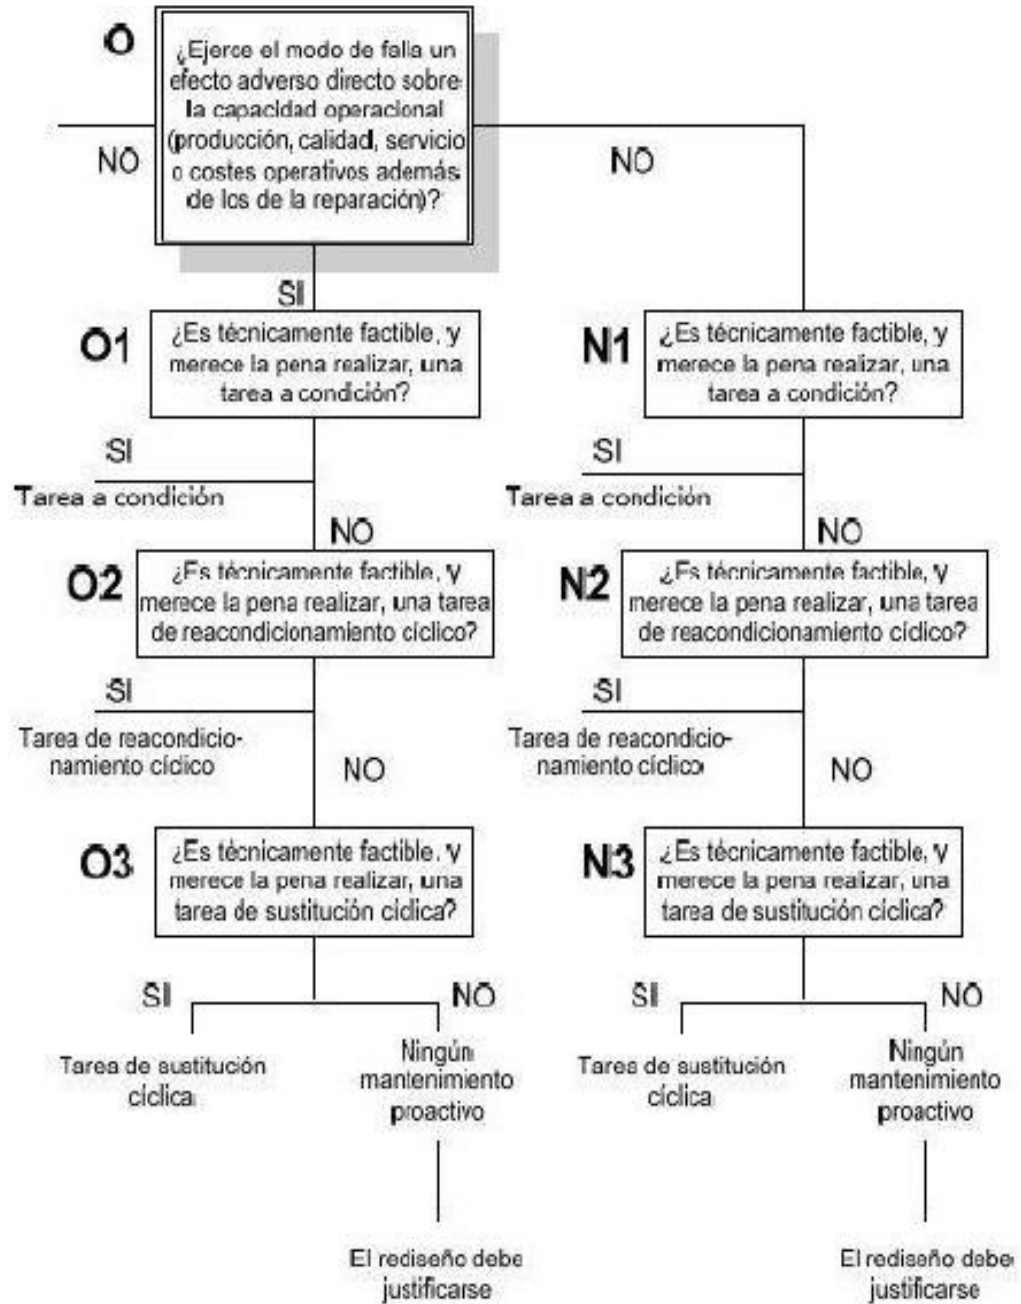 O
¿Ejerce el modo de falla un
efecto adverso directo sobre
la capacidad operacional
(producción, calidad, servicio
o costes operativos además
de los de la reparación)?
NO
NO
SI
O1
¿Es técnicamente factible, y
merece la pena realizar, una
tarea a condición?
N1
¿Es técnicamente factible, y
merece la pena realizar, una
tarea a condición?
SI
Tarea a condición
NO
SI
Tarea a condición
NO
O2
¿Es técnicamente factible, y
merece la pena realizar, una tarea
de reacondicionamiento cíclico?
N2
¿Es técnicamente factible, y
merece la pena realizar, una tarea
de reacondicionamiento cíclico?
SI
Tarea de reacondicio-
namiento cíclico
NO
SI
Tarea de reacondicio-
namiento cíclico
NO
O3
¿Es técnicamente factible, y
merece la pena realizar, una
tarea de sustitución cíclica?
N3
¿Es técnicamente factible, y
merece la pena realizar, una
tarea de sustitución cíclica?
SI
NO
Tarea de sustitución
cíclica
Ningún
mantenimiento
proactivo
El rediseño debe
justificarse
SI
NO
Tarea de sustitución
cíclica
Ningún
mantenimiento
proactivo
El rediseño debe
justificarse